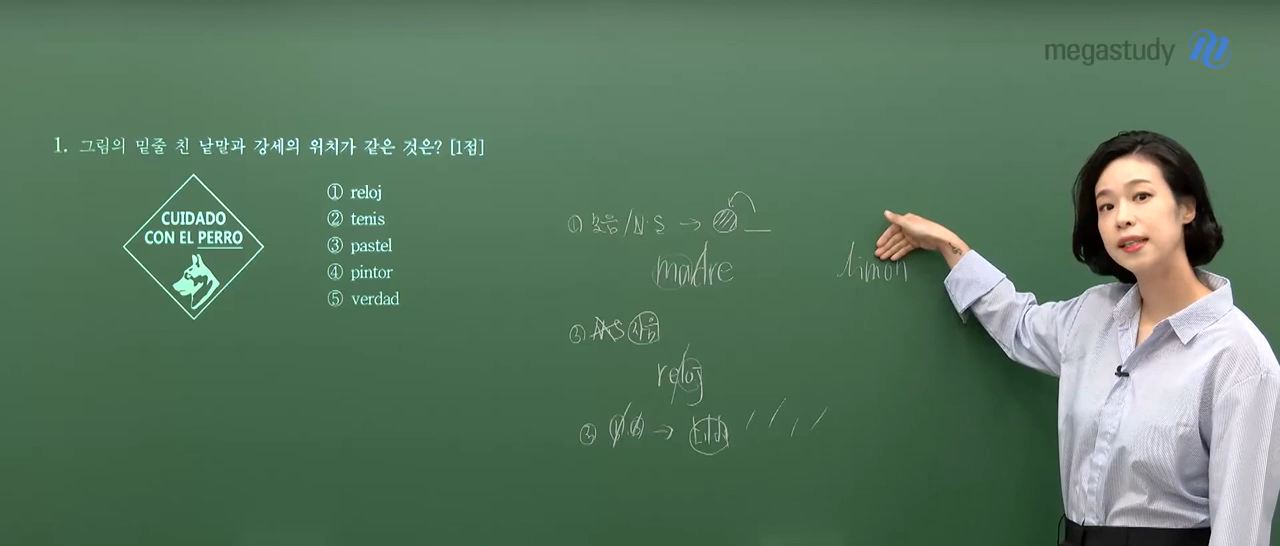 megastudy
1. 그림의 밑줄 친 낱말과 강세의 위치가 같은 것은? [1점]
CUIDADO
CON EL PERRO
① reloj
② tenis
③ pastel
④ pintor
⑤ verdad
① 모음/N·S →
madre
limón
② N,S 자음
reloj
③